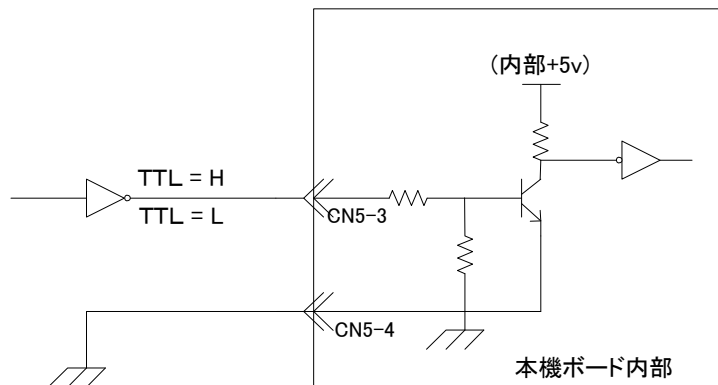 (内部+5v)
TTL = H
TTL = L
CN5-3
CN5-4
本機ボード内部